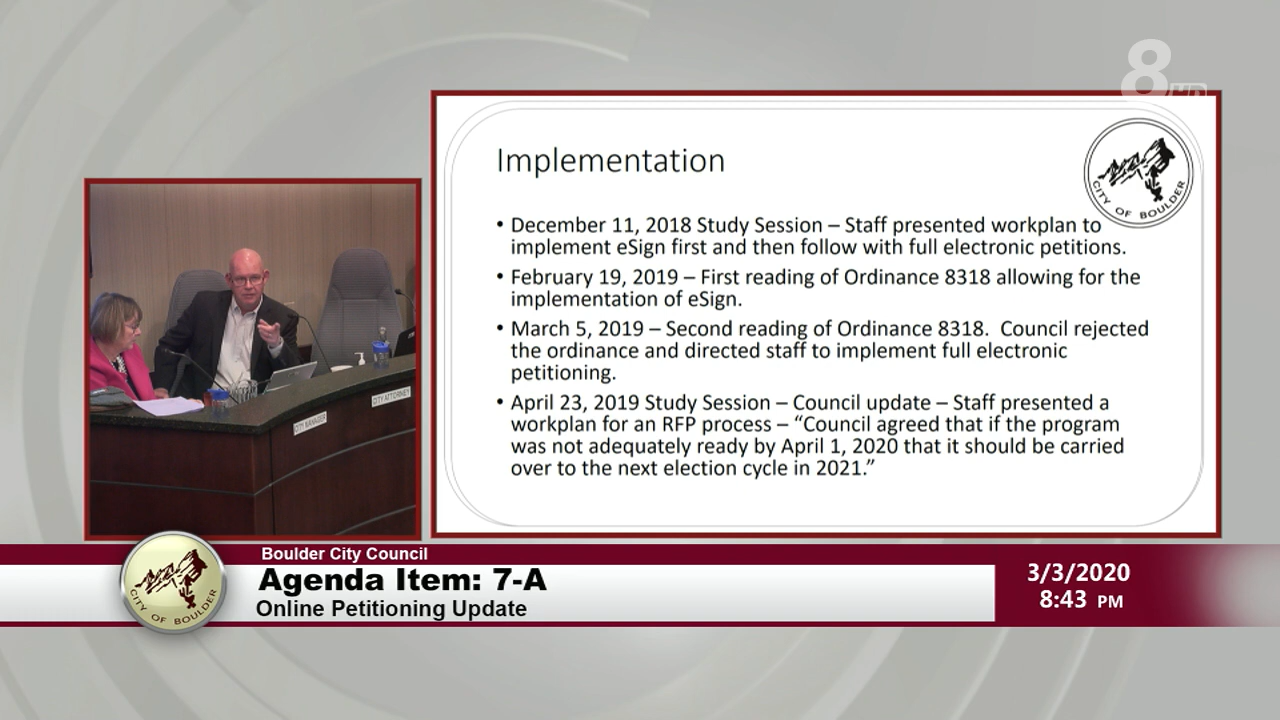 8
HD
Implementation
CITY OF BOULDER
• December 11, 2018 Study Session – Staff presented workplan to
implement eSign first and then follow with full electronic petitions.
• February 19, 2019 – First reading of Ordinance 8318 allowing for the
implementation of eSign.
• March 5, 2019 – Second reading of Ordinance 8318.  Council rejected
the ordinance and directed staff to implement full electronic
petitioning.
• April 23, 2019 Study Session – Council update – Staff presented a
workplan for an RFP process – “Council agreed that if the program
was not adequately ready by April 1, 2020 that it should be carried
over to the next election cycle in 2021.”
CITY MANAGER
CITY ATTORNEY
CITY OF BOULDER
Boulder City Council
Agenda Item: 7-A
Online Petitioning Update
3/3/2020
8:43 PM